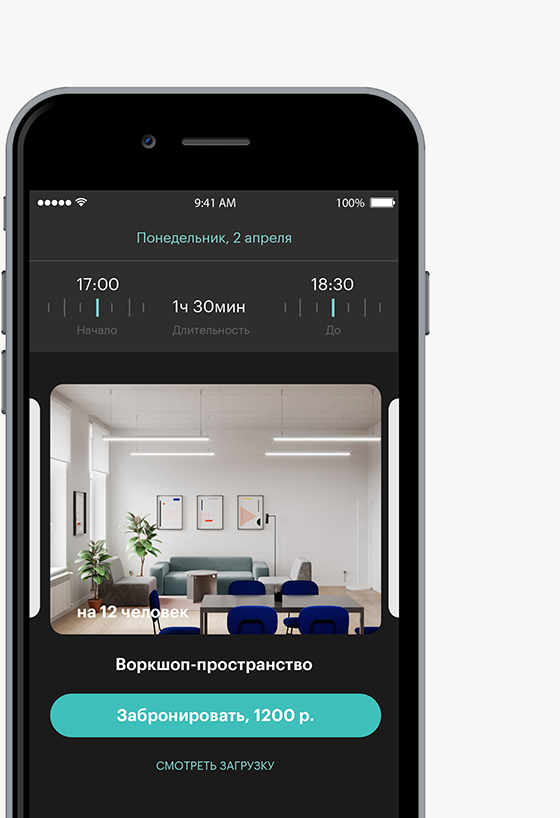 9:41 AM 100%
Понедельник, 2 апреля
17:00 18:30
1ч 30мин
Начало Длительность До
на 12 человек
Воркшоп-пространство
Забронировать, 1200 р.
СМОТРЕТЬ ЗАГРУЗКУ